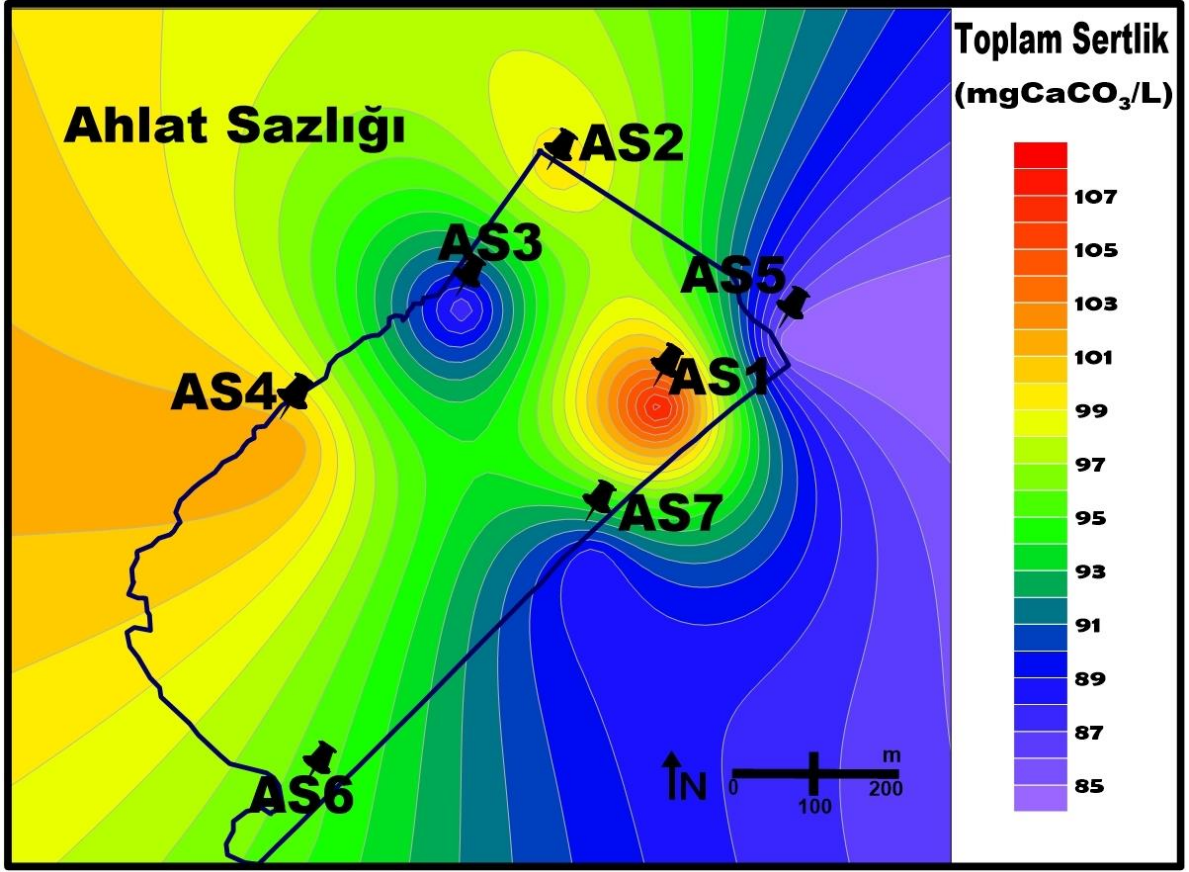 Toplam Sertlik
(mgCaCO₃/L)
Ahlat Sazlığı
AS2
AS3
AS5
AS4
AS1
AS7
AS6
107
105
103
101
99
97
95
93
91
89
87
85
N
m
0
100
200